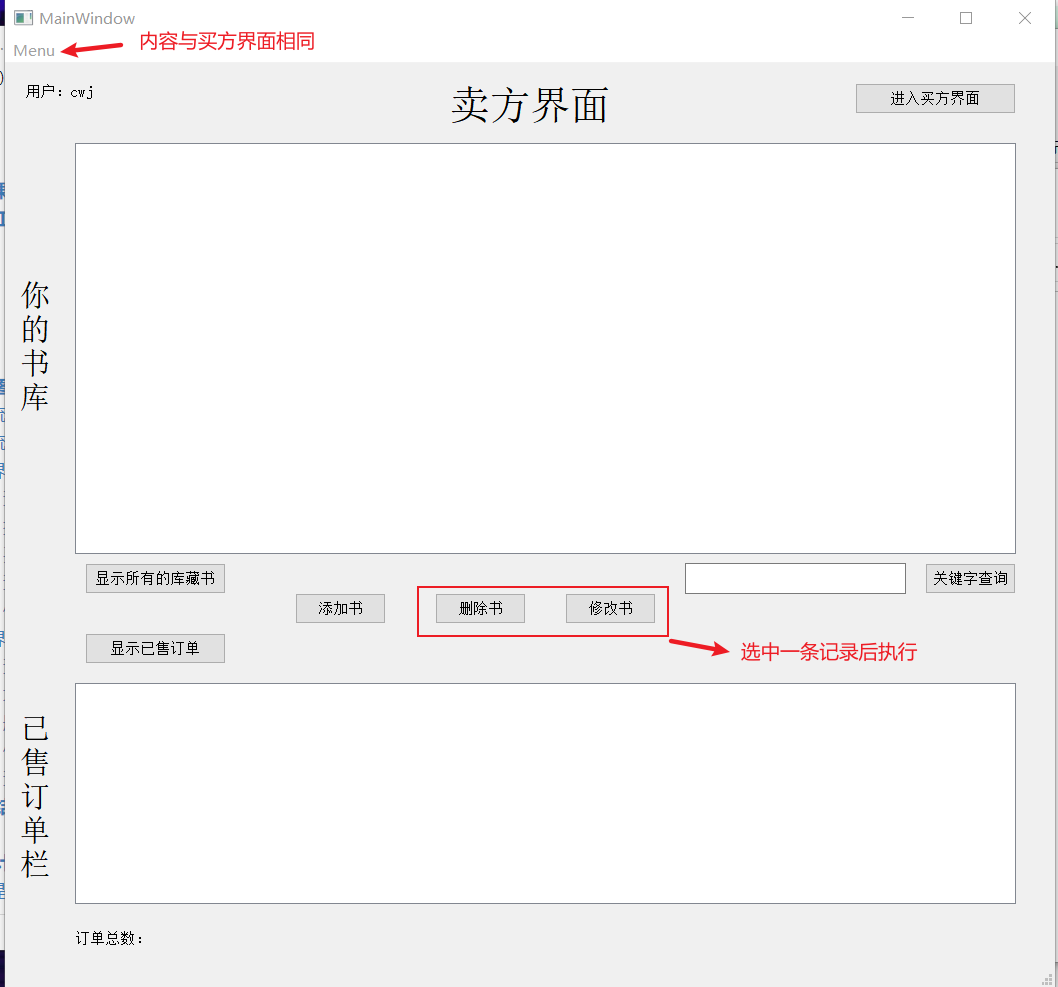 MainWindow
Menu
内容与买方界面相同
用户：cwj
卖方界面
进入买方界面
你的书库
显示所有的库藏书
关键字查询
添加书
删除书
修改书
显示已售订单
选中一条记录后执行
已售订单栏
订单总数：